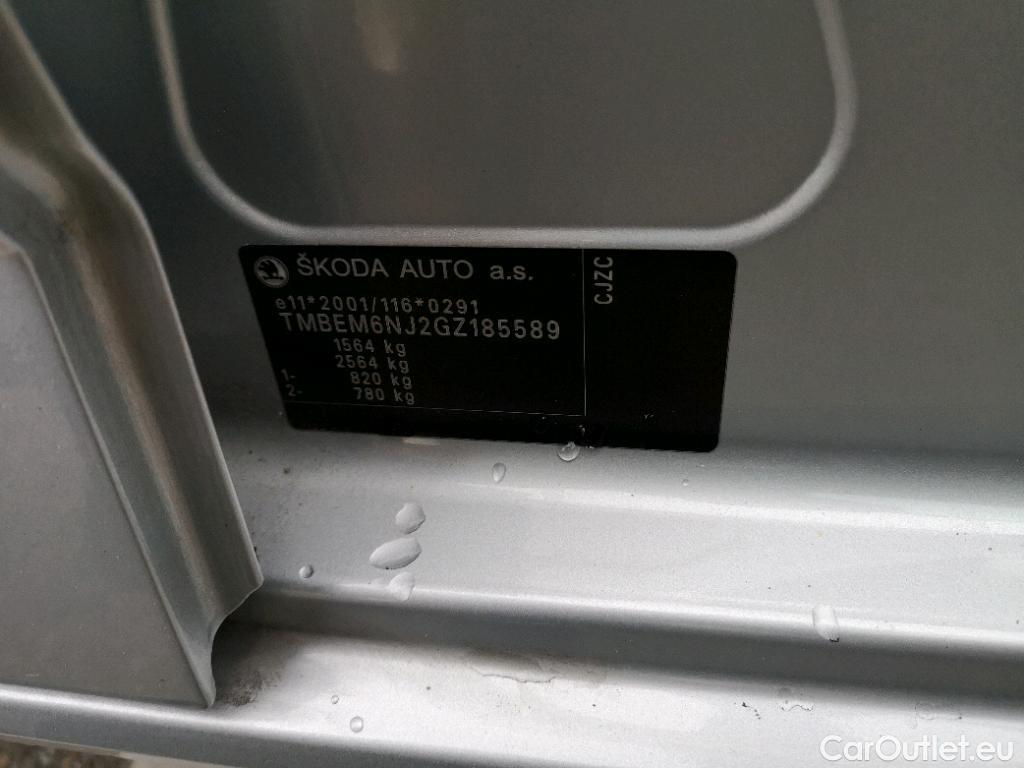 ŠKODA AUTO a.s.
e11*2001/116*0291
TMBEM6NJ2GZ185589
1564 kg
2564 kg
1- 820 kg
2- 780 kg
CJZC
CarOutlet.eu